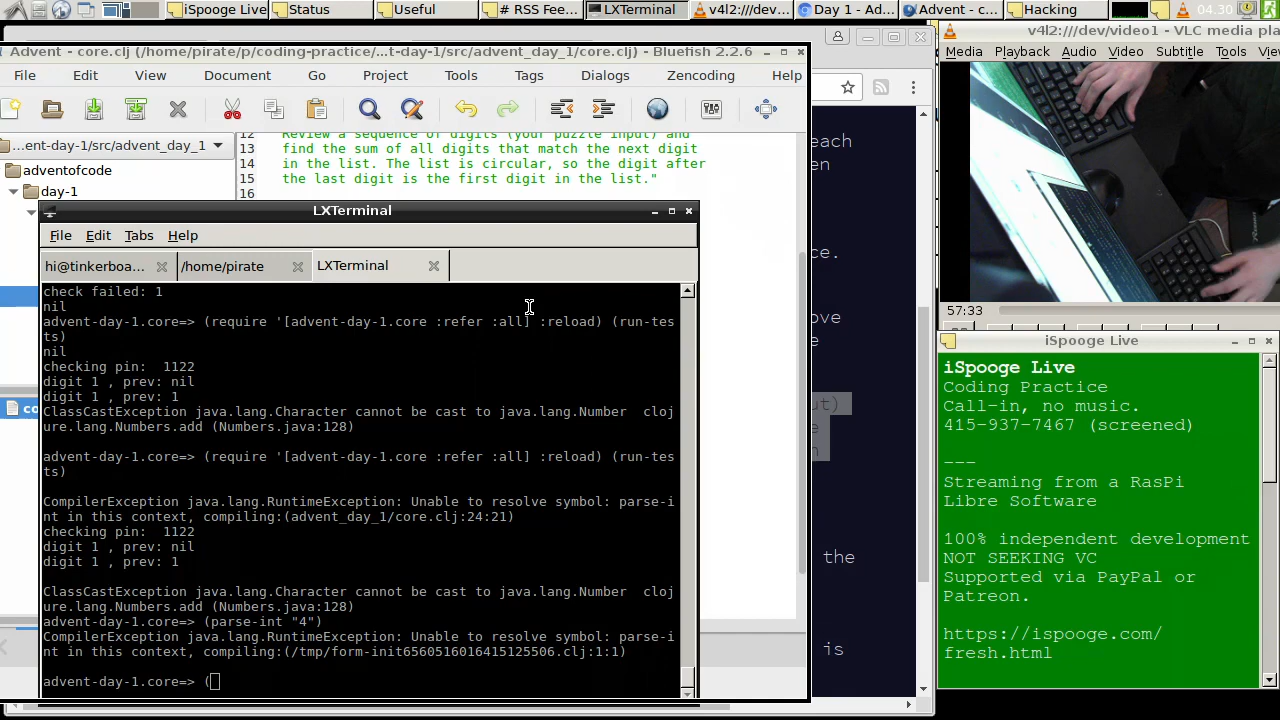 iSpooge Live
Status
Useful
# RSS Fee...
LXTerminal
v4l2:///dev...
Day 1 - Ad...
Advent - c...
Hacking
04.30
Advent - core.clj (/home/pirate/p/coding-practice/...t-day-1/src/advent_day_1/core.clj) - Bluefish 2.2.6
File Edit View Document Go Project Tools Tags Dialogs Zencoding Help
...ent-day-1/src/advent_day_1
adventofcode
day-1
co
12 Review a sequence of digits (your puzzle input) and
13 find the sum of all digits that match the next digit
14 in the list. The list is circular, so the digit after
15 the last digit is the first digit in the list."
16
LXTerminal
File Edit Tabs Help
hi@tinkerboa...
/home/pirate
LXTerminal
check failed: 1
nil
advent-day-1.core=> (require '[advent-day-1.core :refer :all] :reload) (run-tes
ts)
nil
checking pin:  1122
digit 1 , prev: nil
digit 1 , prev: 1
ClassCastException java.lang.Character cannot be cast to java.lang.Number  cloj
ure.lang.Numbers.add (Numbers.java:128)
advent-day-1.core=> (require '[advent-day-1.core :refer :all] :reload) (run-tes
ts)
CompilerException java.lang.RuntimeException: Unable to resolve symbol: parse-i
nt in this context, compiling:(advent_day_1/core.clj:24:21)
checking pin:  1122
digit 1 , prev: nil
digit 1 , prev: 1
ClassCastException java.lang.Character cannot be cast to java.lang.Number  cloj
ure.lang.Numbers.add (Numbers.java:128)
advent-day-1.core=> (parse-int "4")
CompilerException java.lang.RuntimeException: Unable to resolve symbol: parse-i
nt in this context, compiling:(/tmp/form-init6560516016415125506.clj:1:1)
advent-day-1.core=> (
each
en
ce.
ove
e
ut)
e
n
the
is
v4l2:///dev/video1 - VLC media pla
Media Playback Audio Video Subtitle Tools Vie
57:33
iSpooge Live
iSpooge Live
Coding Practice
Call-in, no music.
415-937-7467 (screened)
---
Streaming from a RasPi
Libre Software
100% independent development
NOT SEEKING VC
Supported via PayPal or
Patreon.
https://ispooge.com/
fresh.html